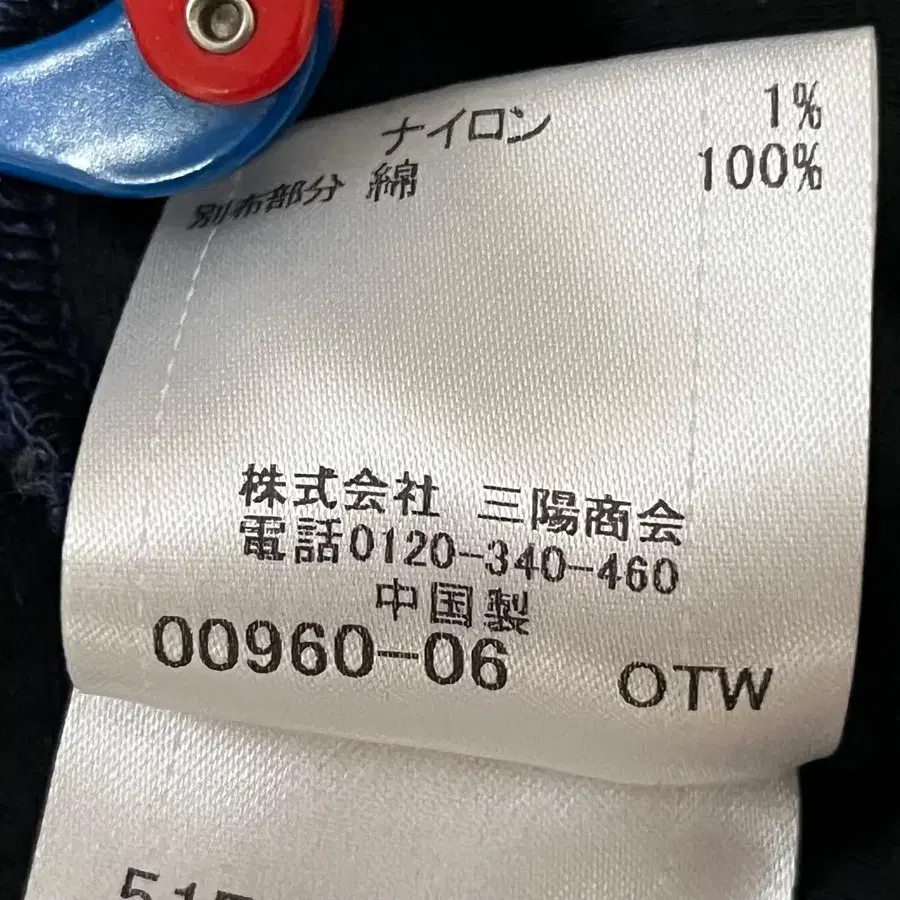 ナイロン 1%
別布部分 綿 100%
株式会社 三陽商会
電話0120-340-460
中国製
00960-06 OTW